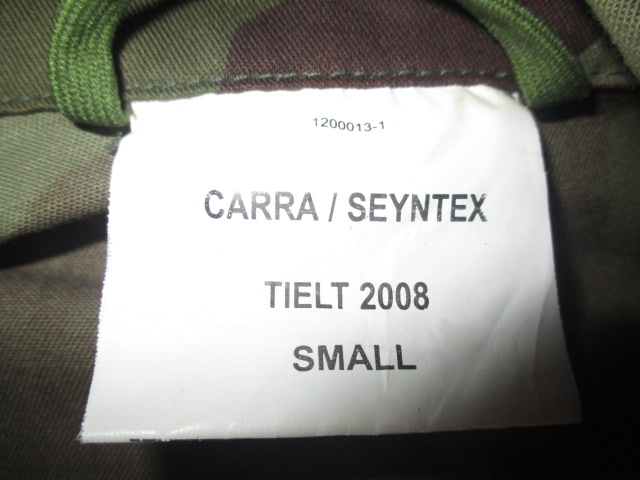 1200013-1
CARRA / SEYNTEX
TIELT 2008
SMALL